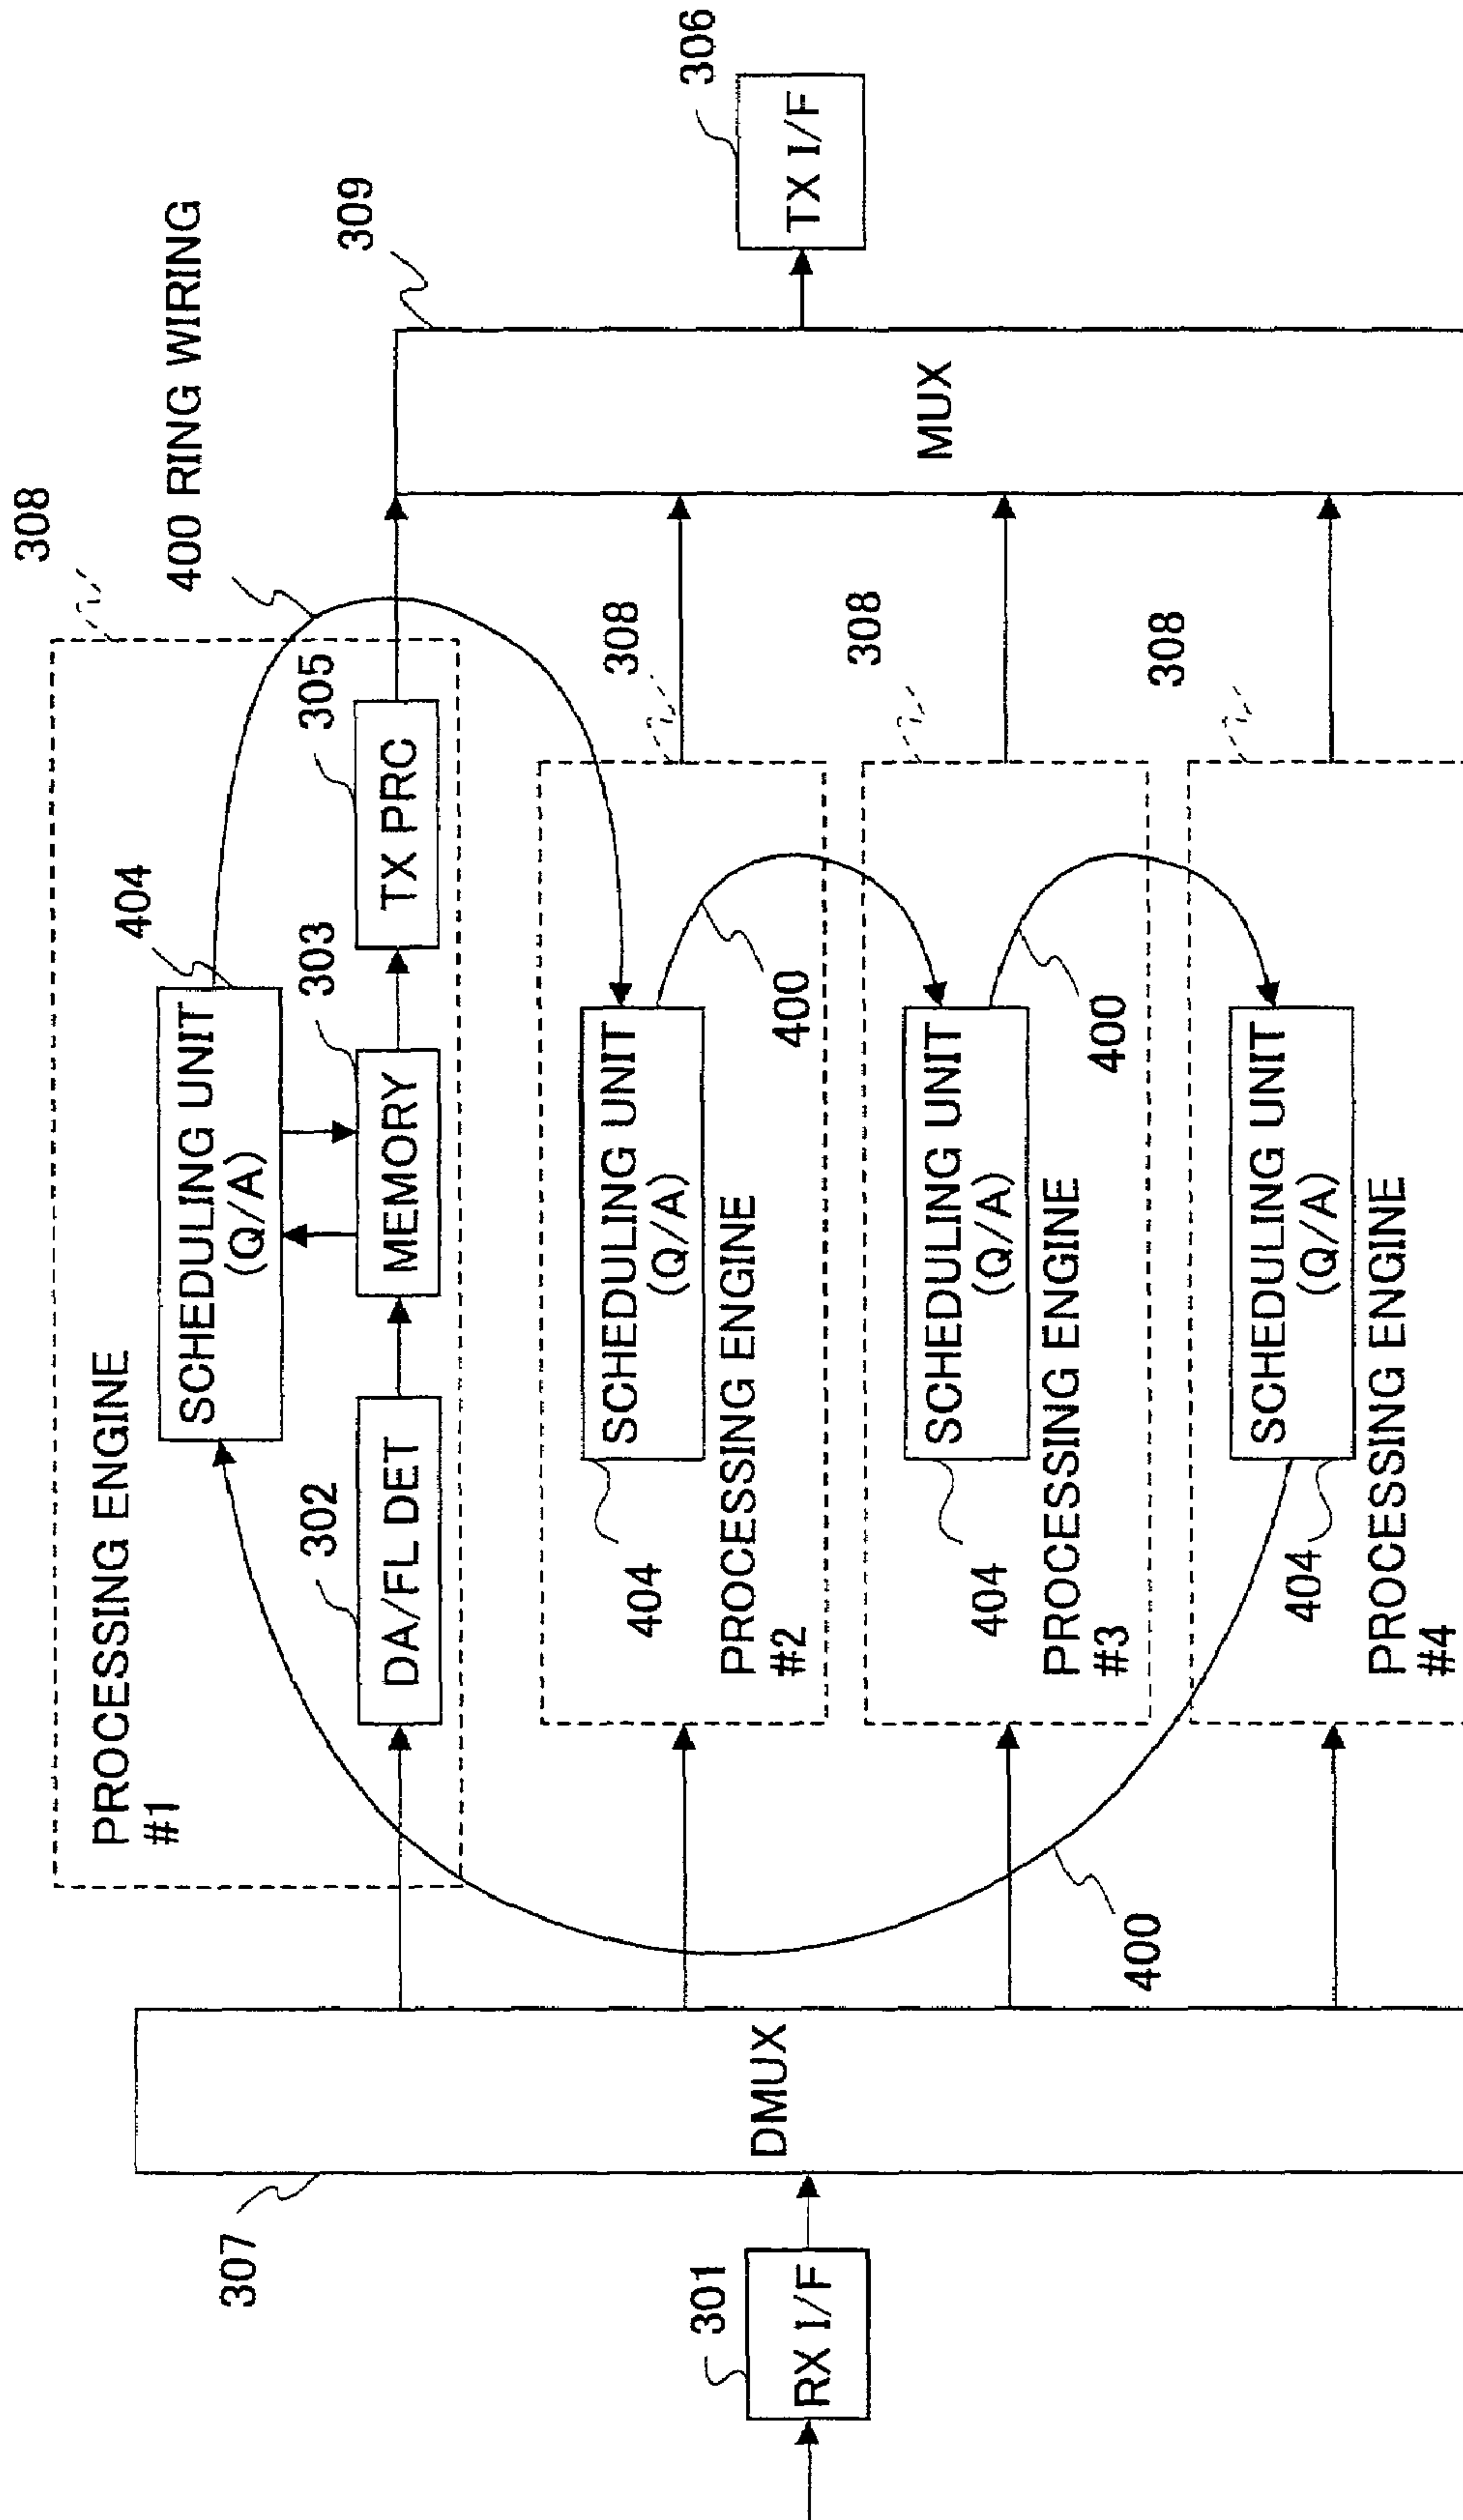 308
400 RING WIRING
309
306
PROCESSING ENGINE
#1
404
SCHEDULING UNIT
(Q/A)
302
303
305
DA/FL DET
MEMORY
TX PRC
307
301
RX I/F
DMUX
MUX
TX I/F
308
SCHEDULING UNIT
(Q/A)
404
400
PROCESSING ENGINE
#2
308
SCHEDULING UNIT
(Q/A)
404
400
PROCESSING ENGINE
#3
308
SCHEDULING UNIT
(Q/A)
400
404
PROCESSING ENGINE
#4